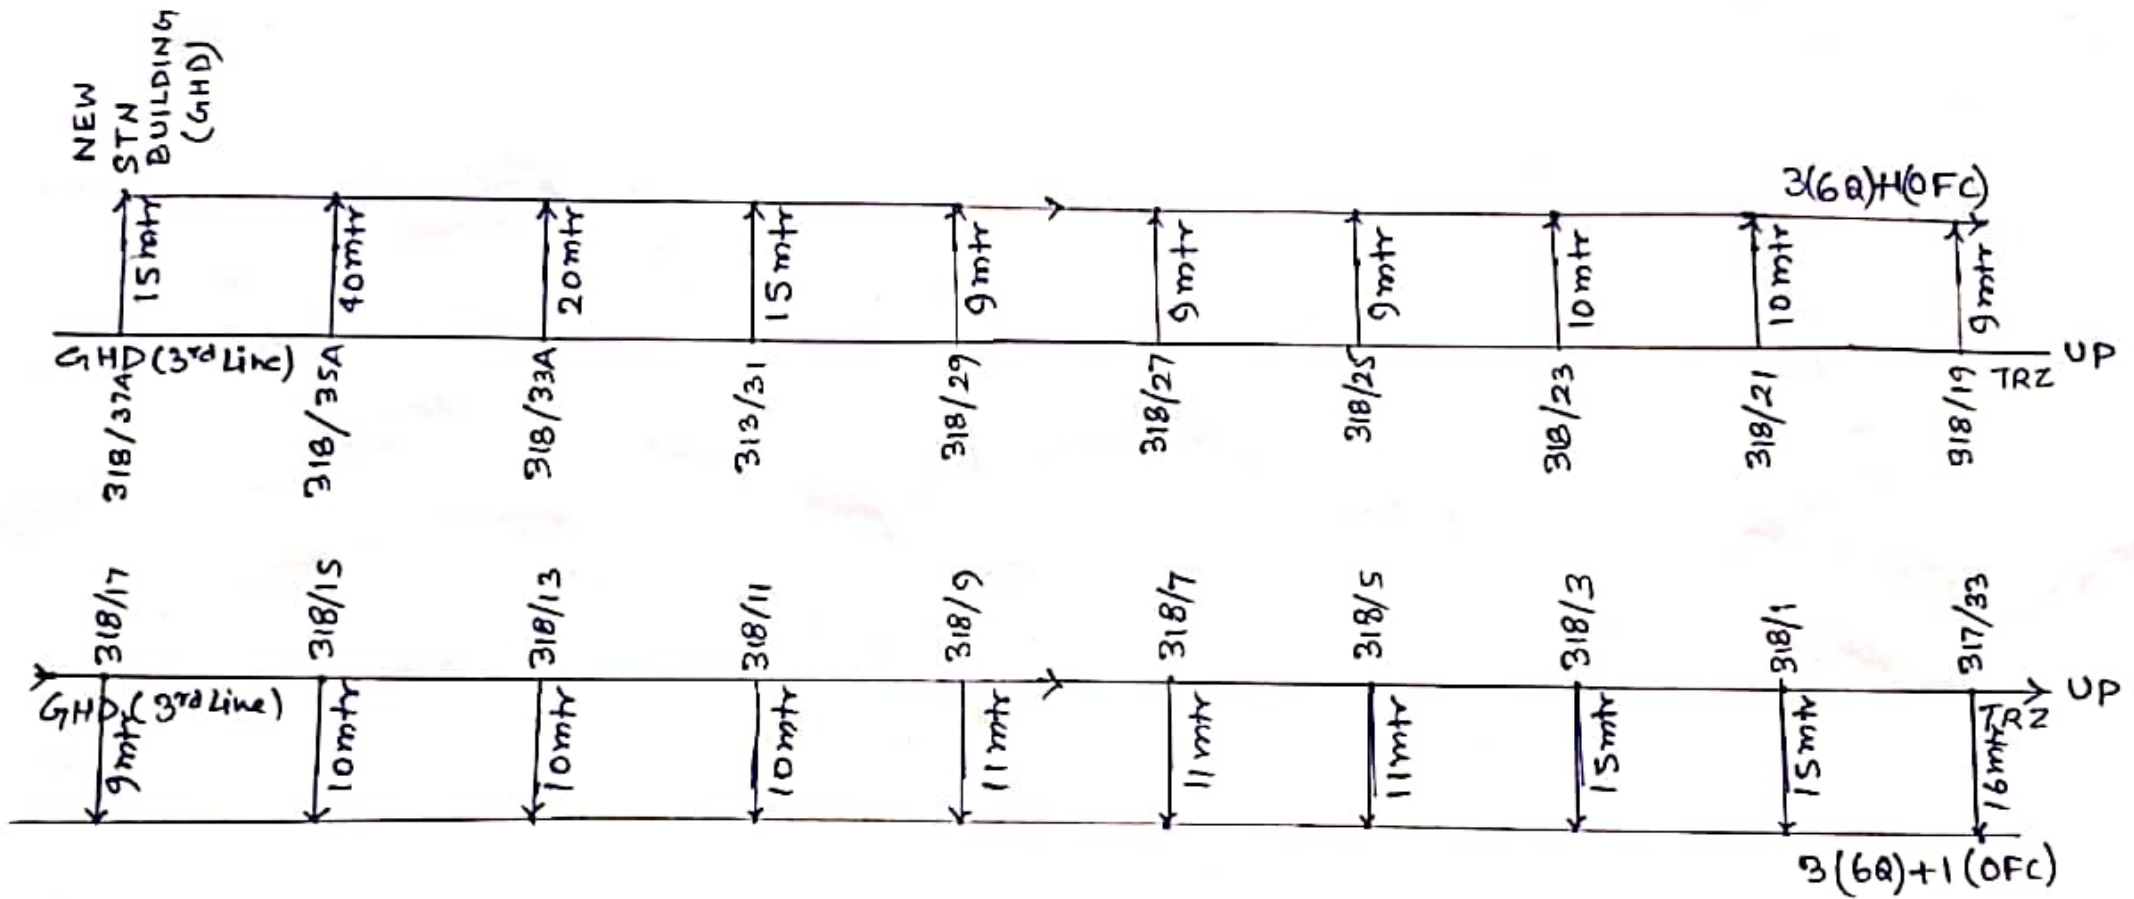 NEW
STN
BUILDING
(GHD)
3(6Q)+1(OFC)
15mtr
40mtr
20mtr
15mtr
9mtr
9mtr
9mtr
10mtr
10mtr
9mtr
UP
GHD (3rd Line)
TRZ
318/37A
318/35A
318/33A
313/31
318/29
318/27
318/25
318/23
318/21
918/19
318/17
318/15
318/13
318/11
318/9
318/7
318/5
318/3
318/1
317/33
UP
GHD (3rd Line)
TRZ
9mtr
10mtr
10mtr
10mtr
11mtr
11mtr
11mtr
15mtr
15mtr
16mtr
3(6Q)+1(OFC)